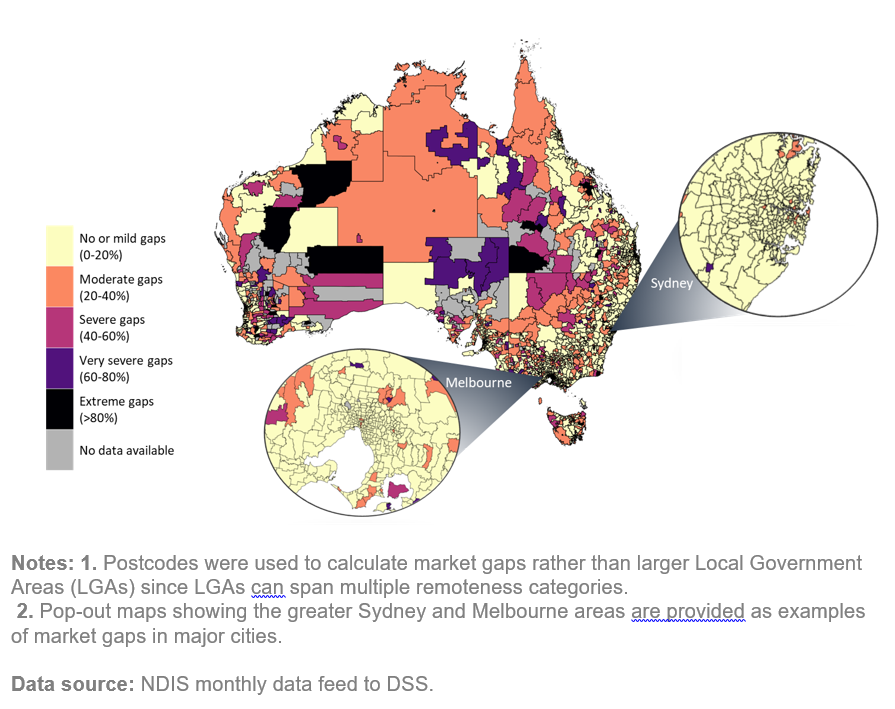 No or mild gaps
(0-20%)
Moderate gaps
(20-40%)
Severe gaps
(40-60%)
Very severe gaps
(60-80%)
Extreme gaps
(>80%)
No data available
Sydney
Melbourne
Notes: 1. Postcodes were used to calculate market gaps rather than larger Local Government
Areas (LGAs) since LGAs can span multiple remoteness categories.
2. Pop-out maps showing the greater Sydney and Melbourne areas are provided as examples
of market gaps in major cities.
Data source: NDIS monthly data feed to DSS.